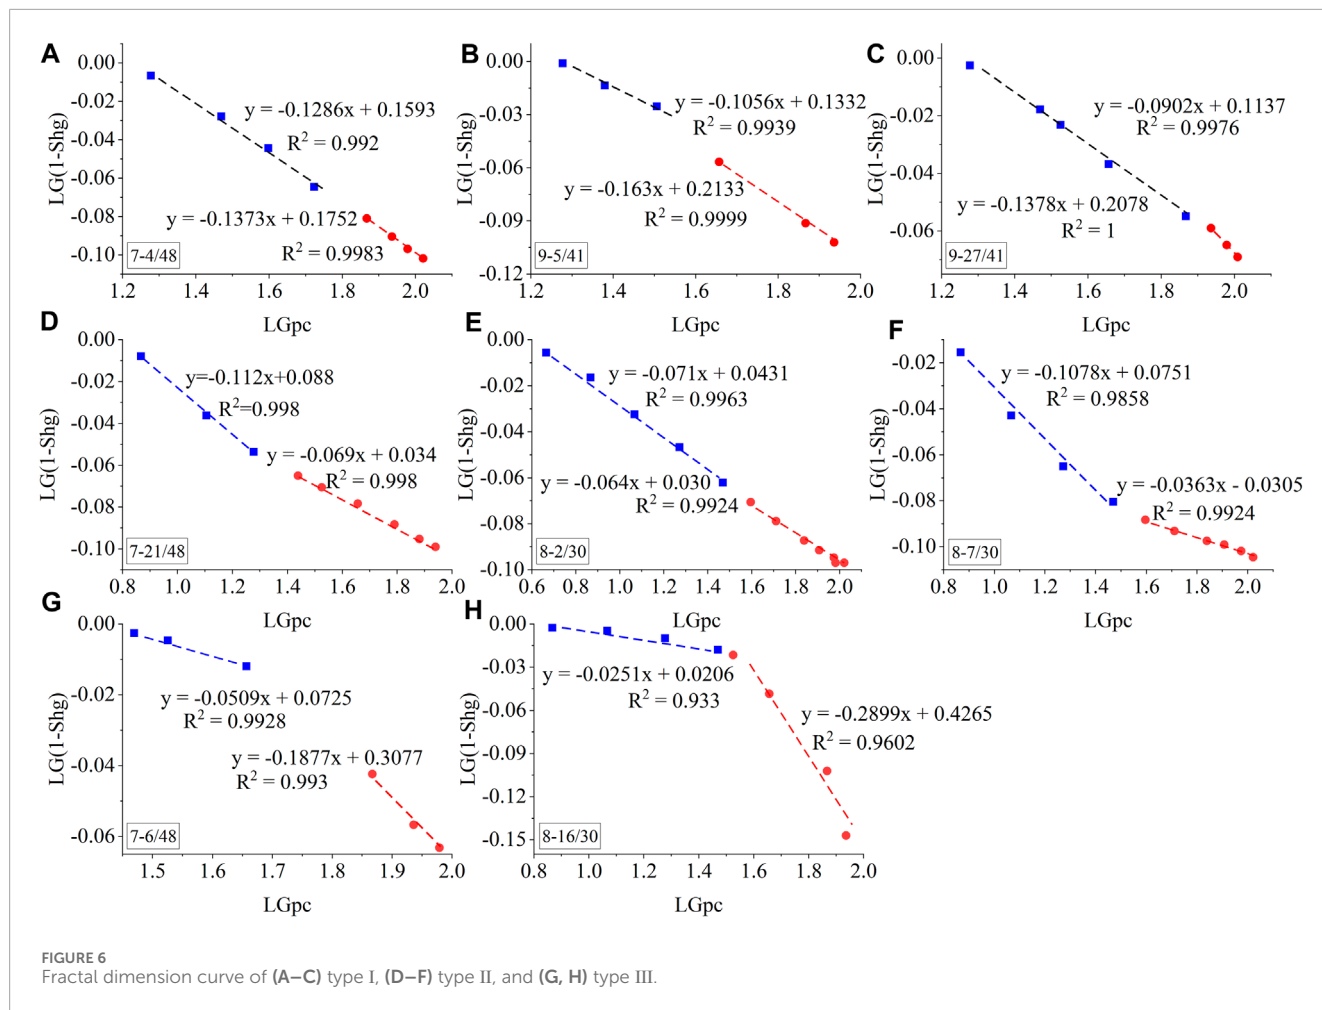 A
0.00
-0.02
-0.04
-0.06
-0.08
-0.10
LG(1-Shg)
y = -0.1286x + 0.1593
R² = 0.992
y = -0.1373x + 0.1752
R² = 0.9983
7-4/48
1.2 1.4 1.6 1.8 2.0
LGpc
B
0.00
-0.03
-0.06
-0.09
-0.12
LG(1-Shg)
y = -0.1056x + 0.1332
R² = 0.9939
y = -0.163x + 0.2133
R² = 0.9999
9-5/41
1.2 1.4 1.6 1.8 2.0
LGpc
C
0.00
-0.02
-0.04
-0.06
LG(1-Shg)
y = -0.0902x + 0.1137
R² = 0.9976
y = -0.1378x + 0.2078
R² = 1
9-27/41
1.2 1.4 1.6 1.8 2.0
LGpc
D
0.00
-0.02
-0.04
-0.06
-0.08
-0.10
LG(1-Shg)
y=-0.112x+0.088
R²=0.998
y = -0.069x + 0.034
R² = 0.998
7-21/48
0.8 1.0 1.2 1.4 1.6 1.8 2.0
LGpc
E
0.00
-0.02
-0.04
-0.06
-0.08
-0.10
LG(1-Shg)
y = -0.071x + 0.0431
R² = 0.9963
y = -0.064x + 0.030
R² = 0.9924
8-2/30
0.6 0.8 1.0 1.2 1.4 1.6 1.8 2.0
LGpc
F
-0.02
-0.04
-0.06
-0.08
-0.10
LG(1-Shg)
y = -0.1078x + 0.0751
R² = 0.9858
y = -0.0363x - 0.0305
R² = 0.9924
8-7/30
0.8 1.0 1.2 1.4 1.6 1.8 2.0
LGpc
G
0.00
-0.02
-0.04
-0.06
LG(1-Shg)
y = -0.0509x + 0.0725
R² = 0.9928
y = -0.1877x + 0.3077
R² = 0.993
7-6/48
1.5 1.6 1.7 1.8 1.9 2.0
LGpc
H
0.00
-0.03
-0.06
-0.09
-0.12
-0.15
LG(1-Shg)
y = -0.0251x + 0.0206
R² = 0.933
y = -0.2899x + 0.4265
R² = 0.9602
8-16/30
0.8 1.0 1.2 1.4 1.6 1.8 2.0
LGpc
FIGURE 6
Fractal dimension curve of (A–C) type I, (D–F) type II, and (G, H) type III.